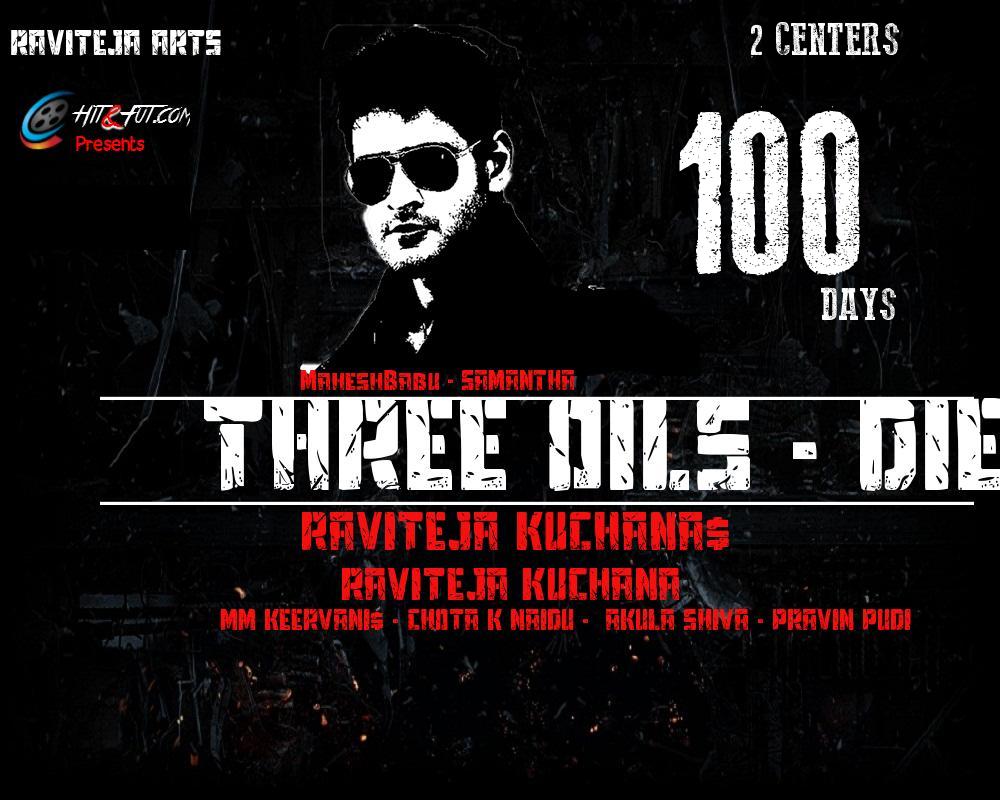 RAVITEJA ARTS
2 CENTERS
HIT&FUT.COM
Presents
100
DAYS
MAHESHBABU - SAMANTHA
THREE OILS - DIE
RAVITEJA KUCHANA$
RAVITEJA KUCHANA
MM KEERVANI$ - CHOTA K NAIDU - AKULA SHIVA - PRAVIN PUDI